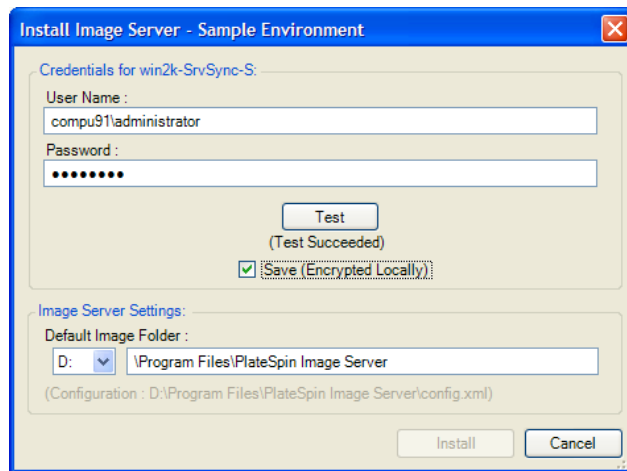 Install Image Server - Sample Environment
Credentials for win2k-SrvSync-S:
User Name :
compu91\administrator
Password :
●●●●●●●●
Test
(Test Succeeded)
Save (Encrypted Locally)
Image Server Settings:
Default Image Folder :
D: \Program Files\PlateSpin Image Server
(Configuration : D:\Program Files\PlateSpin Image Server\config.xml)
Install Cancel